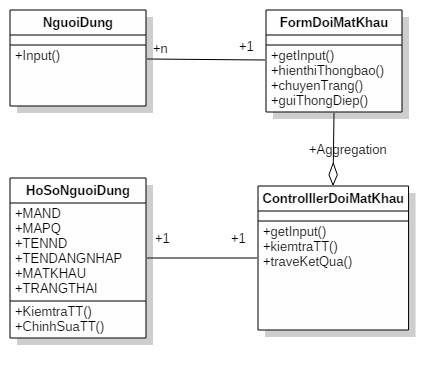 NguoiDung
+Input()
+n
+1
FormDoiMatKhau
+getInput()
+hienthiThongbao()
+chuyenTrang()
+guiThongDiep()
+Aggregation
HoSoNguoiDung
+MAND
+MAPQ
+TENND
+TENDANGNHAP
+MATKHAU
+TRANGTHAI
+KiemtraTT()
+ChinhSuaTT()
+1
+1
ControlllerDoiMatKhau
+getInput()
+kiemtraTT()
+traveKetQua()